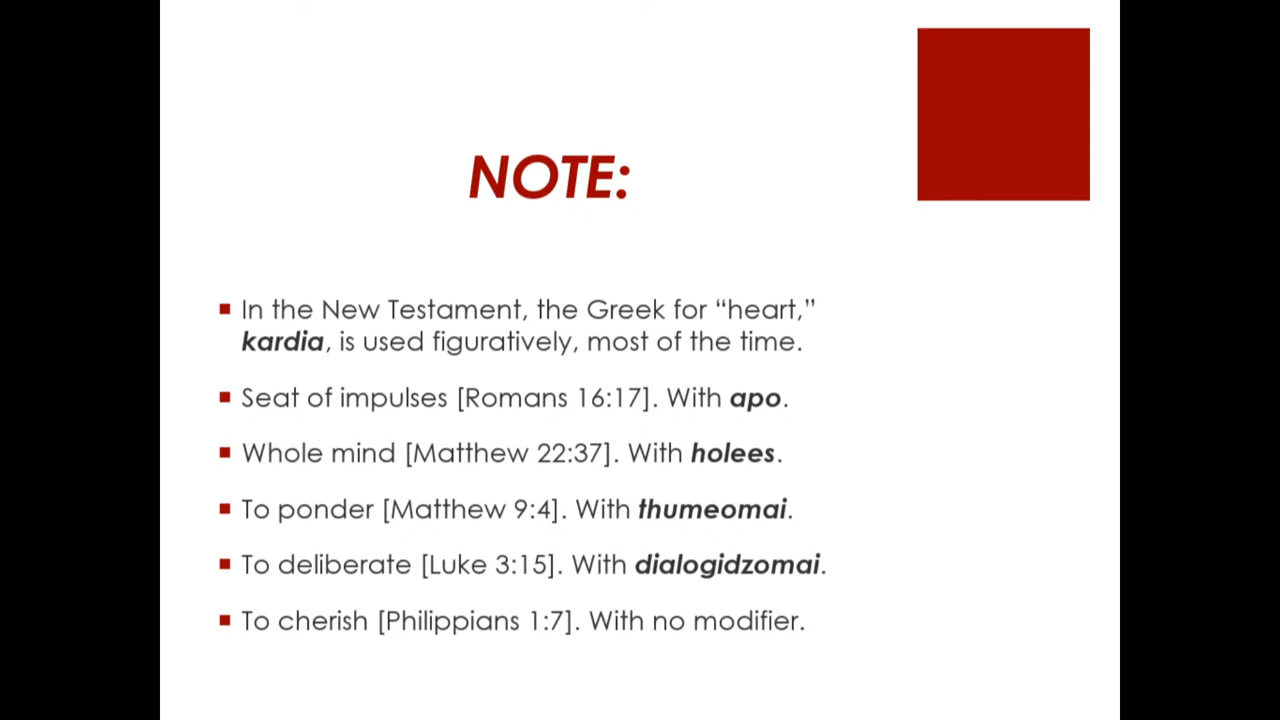 NOTE:
In the New Testament, the Greek for “heart,”
kardia, is used figuratively, most of the time.
Seat of impulses [Romans 16:17]. With apo.
Whole mind [Matthew 22:37]. With holees.
To ponder [Matthew 9:4]. With thumeomai.
To deliberate [Luke 3:15]. With dialogidzomai.
To cherish [Philippians 1:7]. With no modifier.